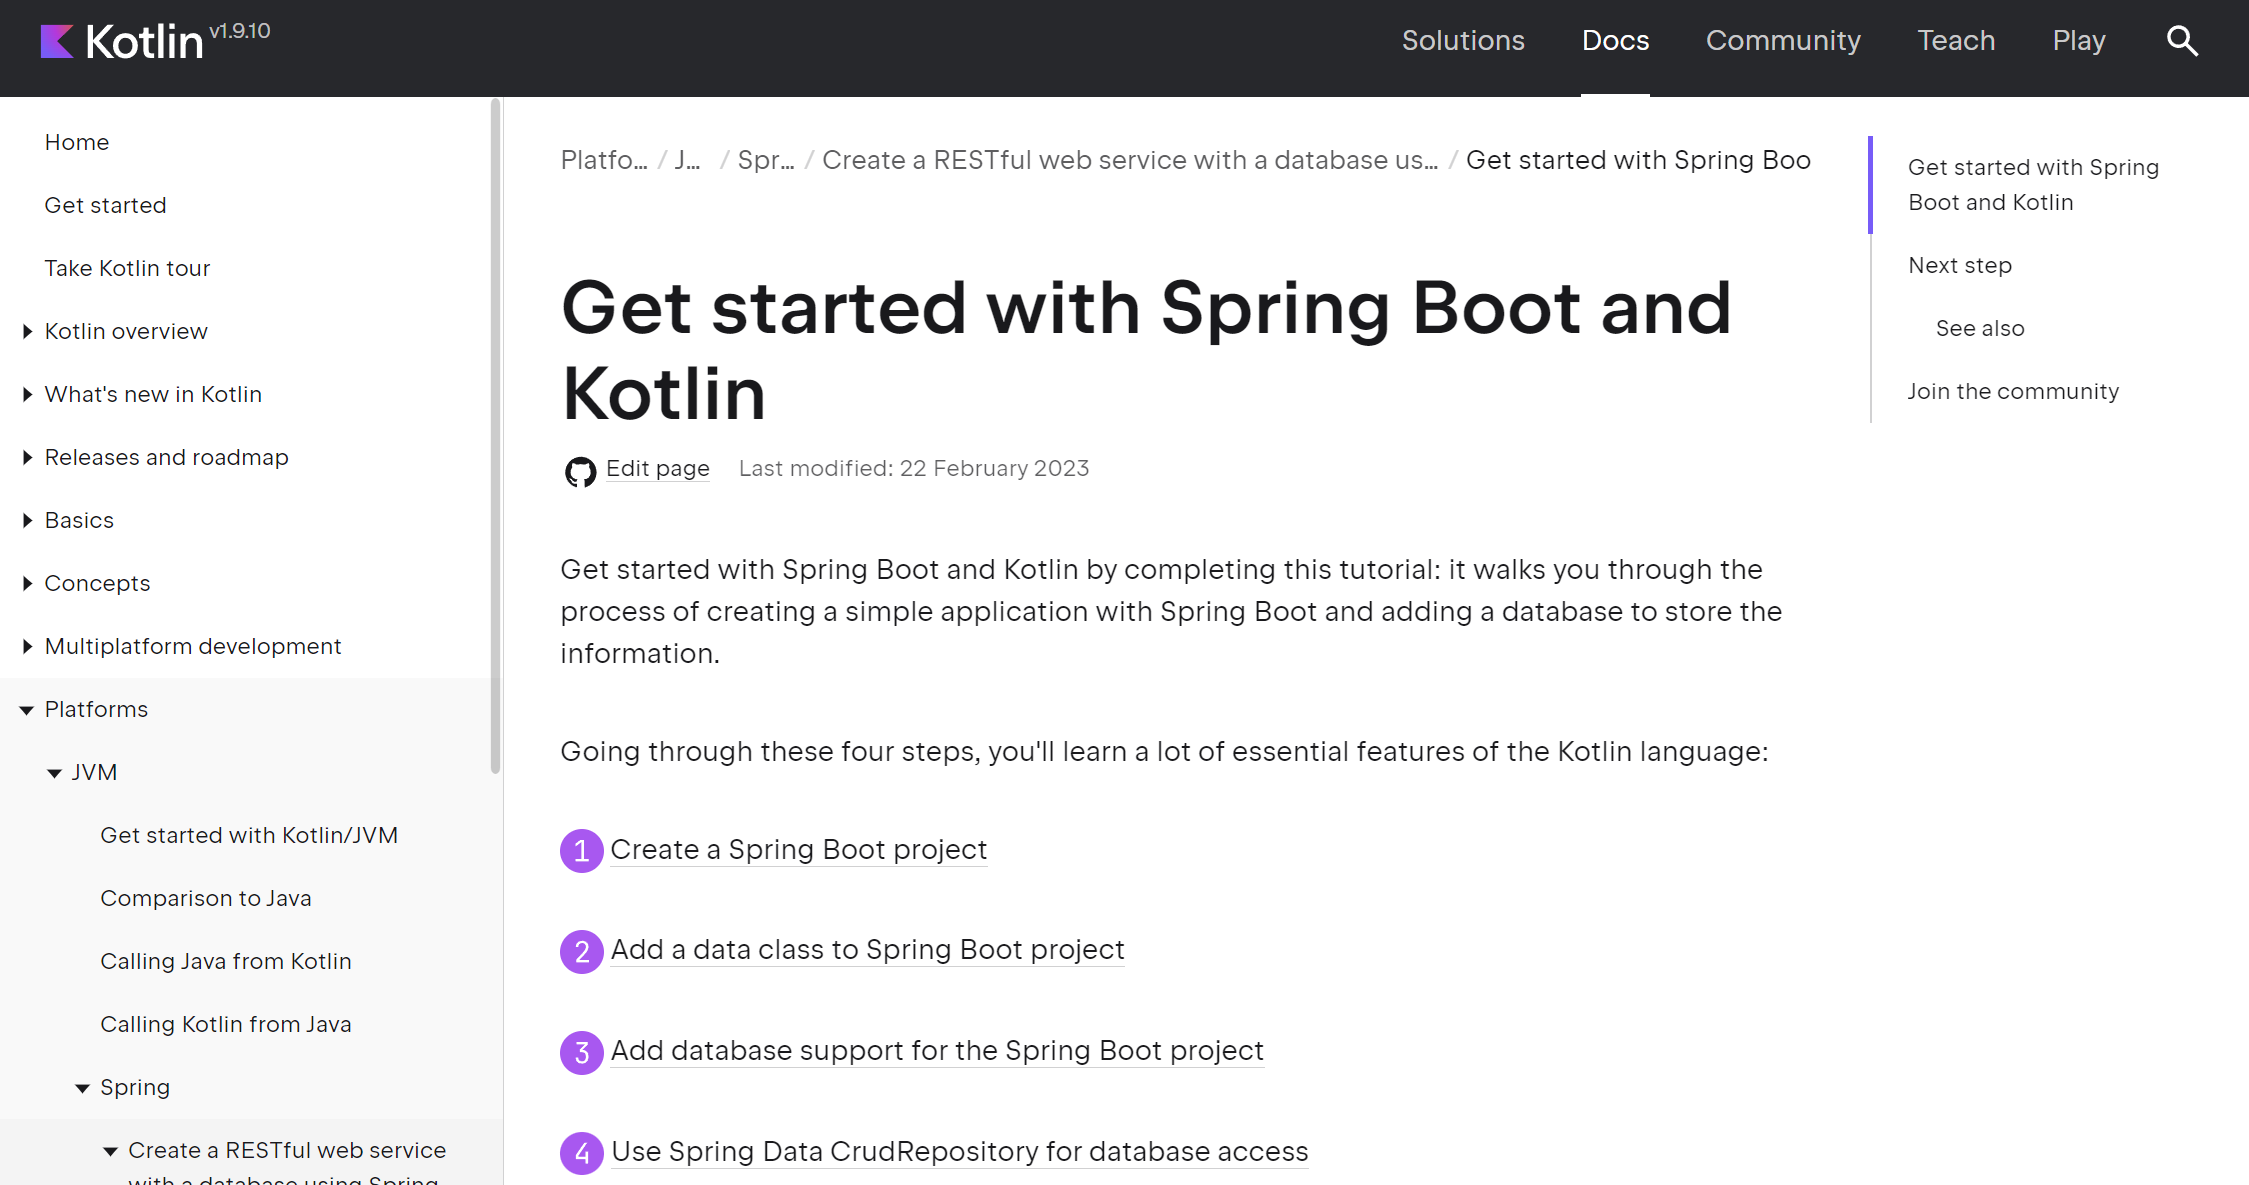 Kotlin v1.9.10
Solutions
Docs
Community
Teach
Play
Home
Get started
Take Kotlin tour
Kotlin overview
What's new in Kotlin
Releases and roadmap
Basics
Concepts
Multiplatform development
Platforms
JVM
Get started with Kotlin/JVM
Comparison to Java
Calling Java from Kotlin
Calling Kotlin from Java
Spring
Create a RESTful web service
with a database using Spring
Platfo... / J... / Spr... / Create a RESTful web service with a database us... / Get started with Spring Boo
Get started with Spring Boot and
Kotlin
Edit page Last modified: 22 February 2023
Get started with Spring Boot and Kotlin by completing this tutorial: it walks you through the
process of creating a simple application with Spring Boot and adding a database to store the
information.
Going through these four steps, you'll learn a lot of essential features of the Kotlin language:
1 Create a Spring Boot project
2 Add a data class to Spring Boot project
3 Add database support for the Spring Boot project
4 Use Spring Data CrudRepository for database access
Get started with Spring
Boot and Kotlin
Next step
See also
Join the community